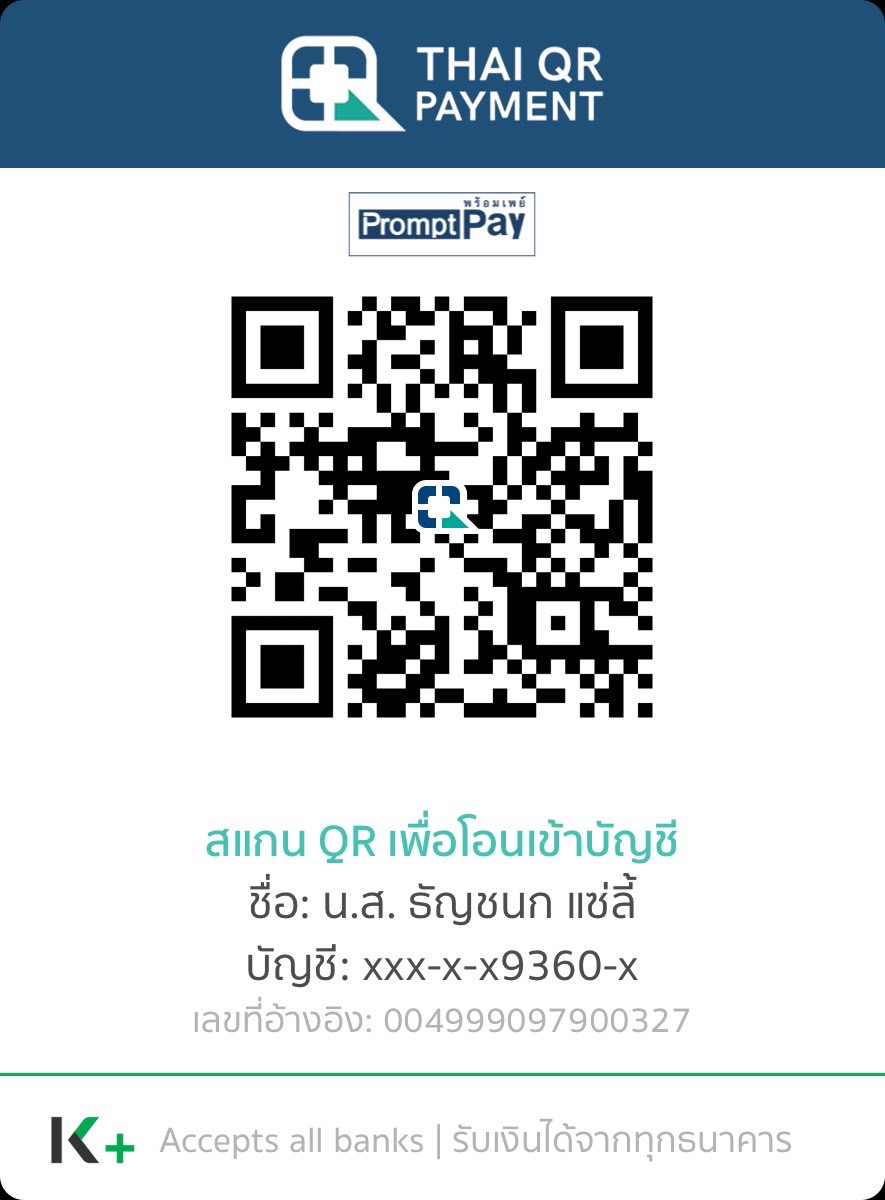 THAI QR
PAYMENT
พร้อมเพย์
PromptPay
สแกน QR เพื่อโอนเข้าบัญชี
ชื่อ: น.ส. ธัญชนก แซ่ลี้
บัญชี: xxx-x-x9360-x
เลขที่อ้างอิง: 004999097900327
K+ Accepts all banks | รับเงินได้จากทุกธนาคาร